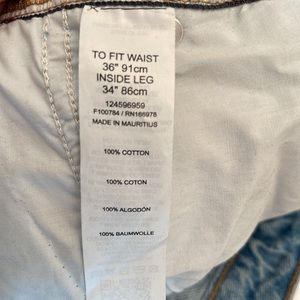 TO FIT WAIST
36" 91cm
INSIDE LEG
34" 86cm
124596959
F100784 / RN166978
MADE IN MAURITIUS
100% COTTON
100% COTON
100% ALGODÓN
100% BAUMWOLLE